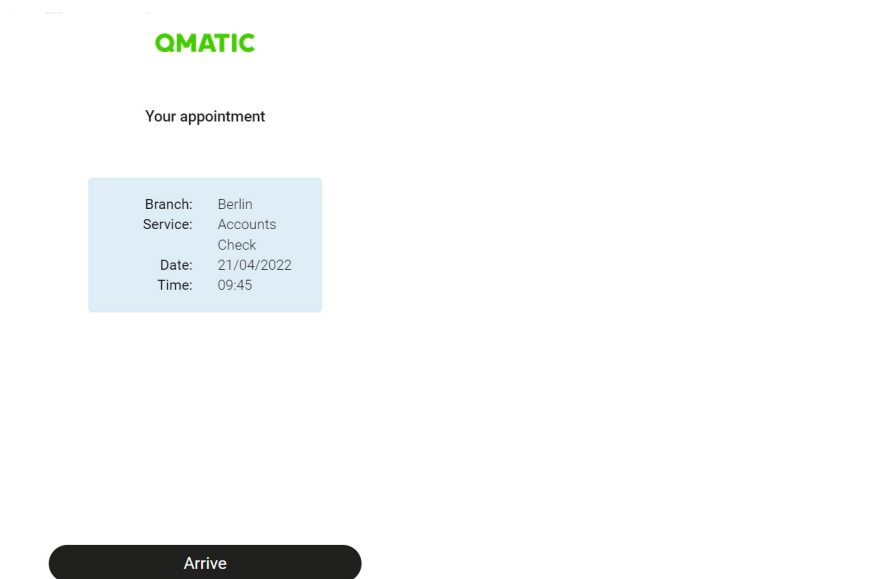 QMATIC
Your appointment
Branch: Berlin
Service: Accounts
Check
Date: 21/04/2022
Time: 09:45
Arrive